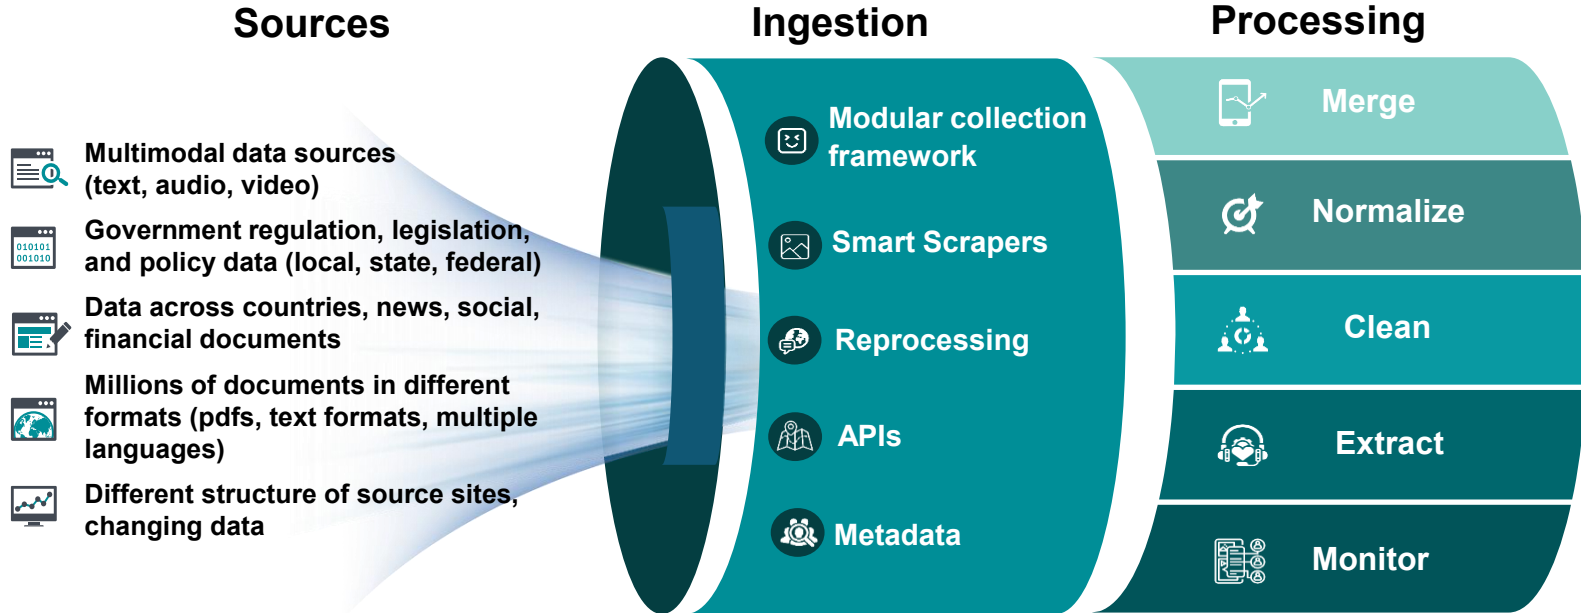 Sources
Multimodal data sources
(text, audio, video)
Government regulation, legislation,
and policy data (local, state, federal)
Data across countries, news, social,
financial documents
Millions of documents in different
formats (pdfs, text formats, multiple
languages)
Different structure of source sites,
changing data
010101
001010
Ingestion
Modular collection
framework
Smart Scrapers
Reprocessing
APIs
Metadata
Processing
Merge
Normalize
Clean
Extract
Monitor